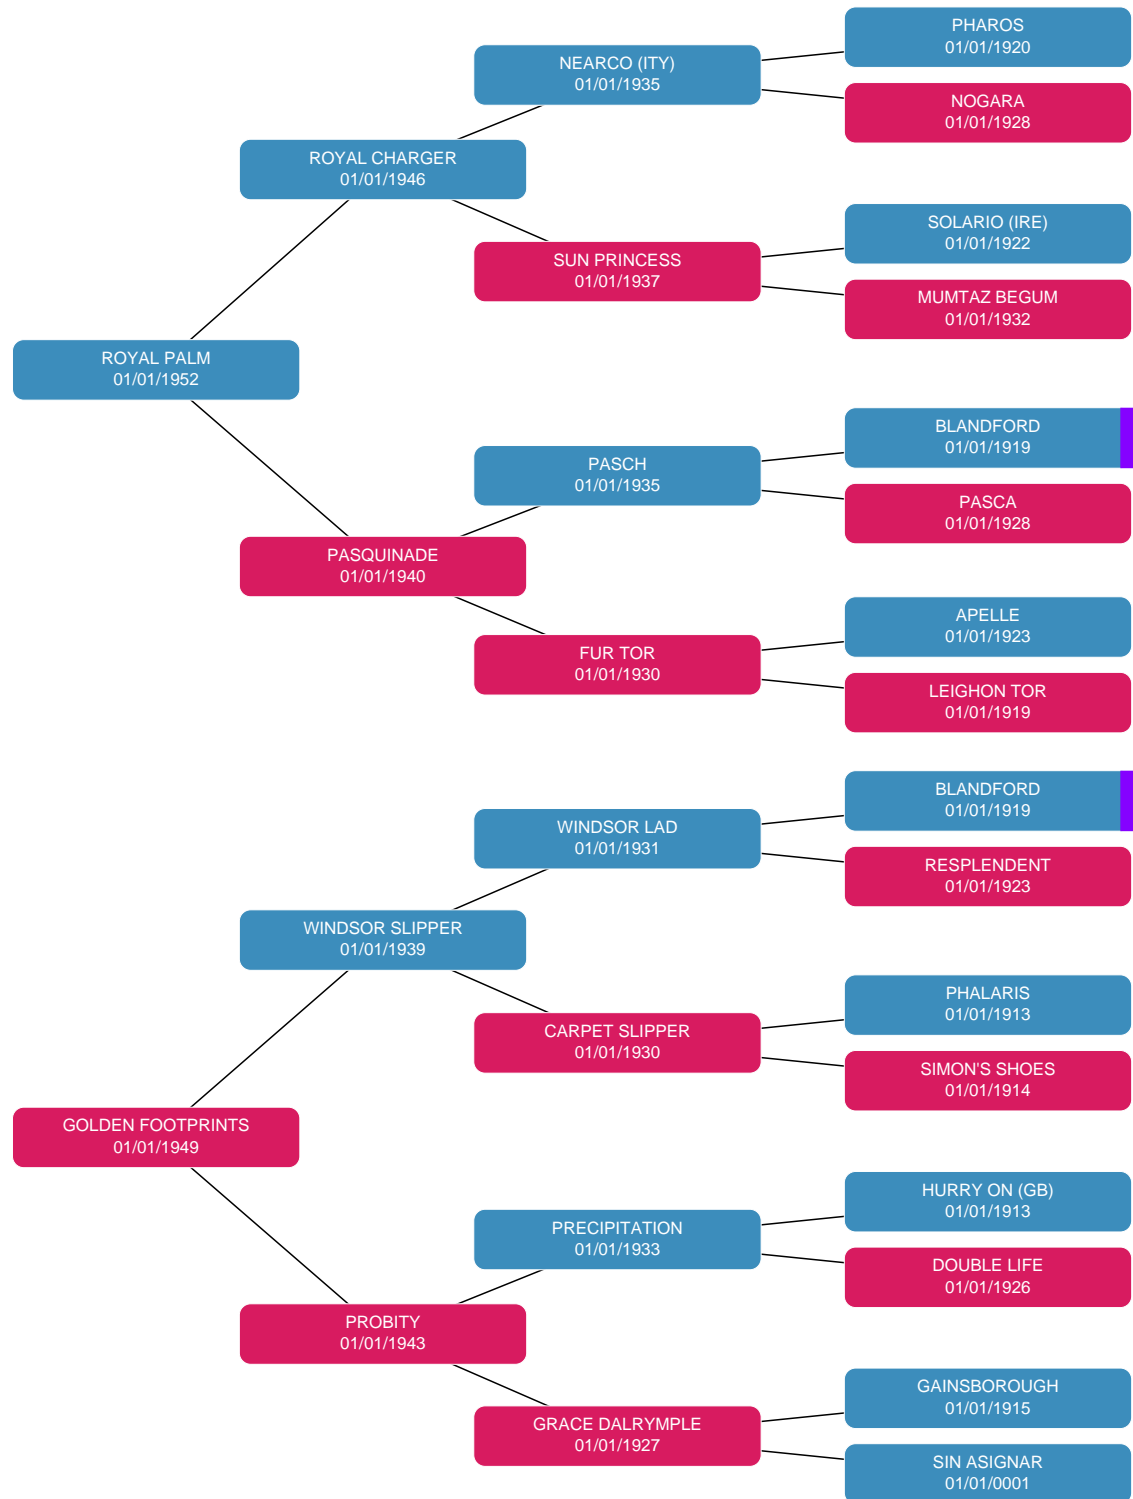 PHAROS
01/01/1920
NEARCO (ITY)
01/01/1935
NOGARA
01/01/1928
ROYAL CHARGER
01/01/1946
SOLARIO (IRE)
01/01/1922
SUN PRINCESS
01/01/1937
MUMTAZ BEGUM
01/01/1932
ROYAL PALM
01/01/1952
BLANDFORD
01/01/1919
PASCH
01/01/1935
PASCA
01/01/1928
PASQUINADE
01/01/1940
APELLE
01/01/1923
FUR TOR
01/01/1930
LEIGHON TOR
01/01/1919
BLANDFORD
01/01/1919
WINDSOR LAD
01/01/1931
RESPLENDENT
01/01/1923
WINDSOR SLIPPER
01/01/1939
PHALARIS
01/01/1913
CARPET SLIPPER
01/01/1930
SIMON'S SHOES
01/01/1914
GOLDEN FOOTPRINTS
01/01/1949
HURRY ON (GB)
01/01/1913
PRECIPITATION
01/01/1933
DOUBLE LIFE
01/01/1926
PROBITY
01/01/1943
GAINSBOROUGH
01/01/1915
GRACE DALRYMPLE
01/01/1927
SIN ASIGNAR
01/01/0001